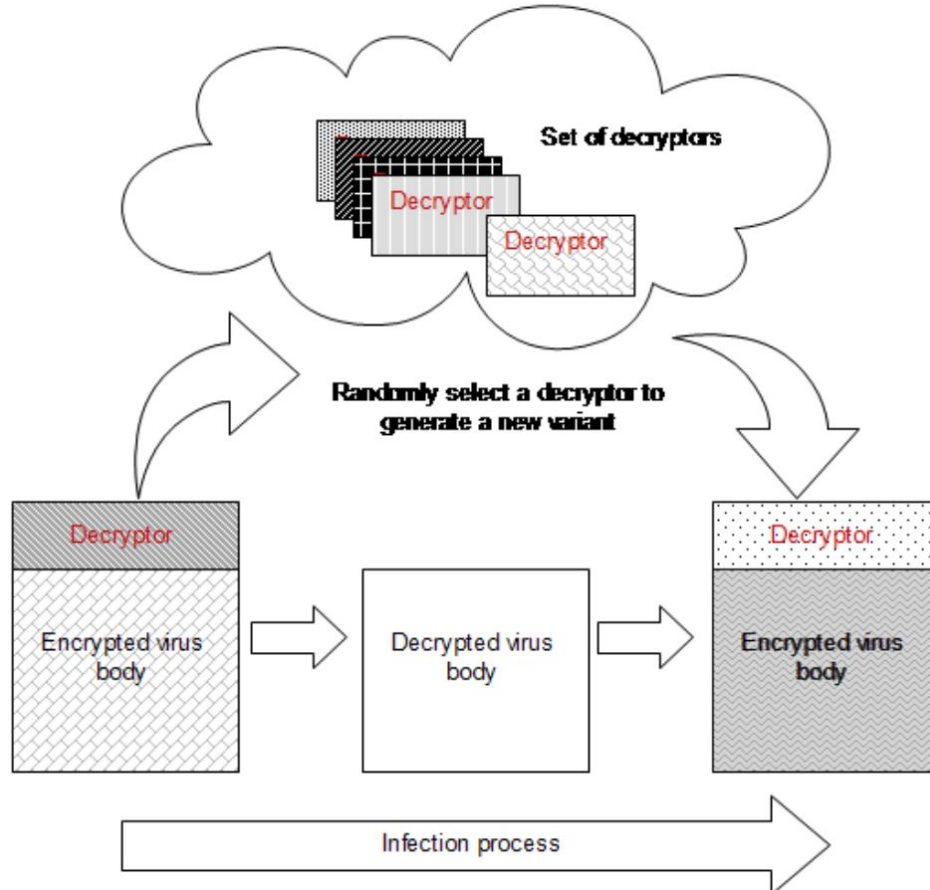 Set of decryptors
Decryptor
Decryptor
Randomly select a decryptor to
generate a new variant
Decryptor
Encrypted virus
body
Decrypted virus
body
Decryptor
Encrypted virus
body
Infection process